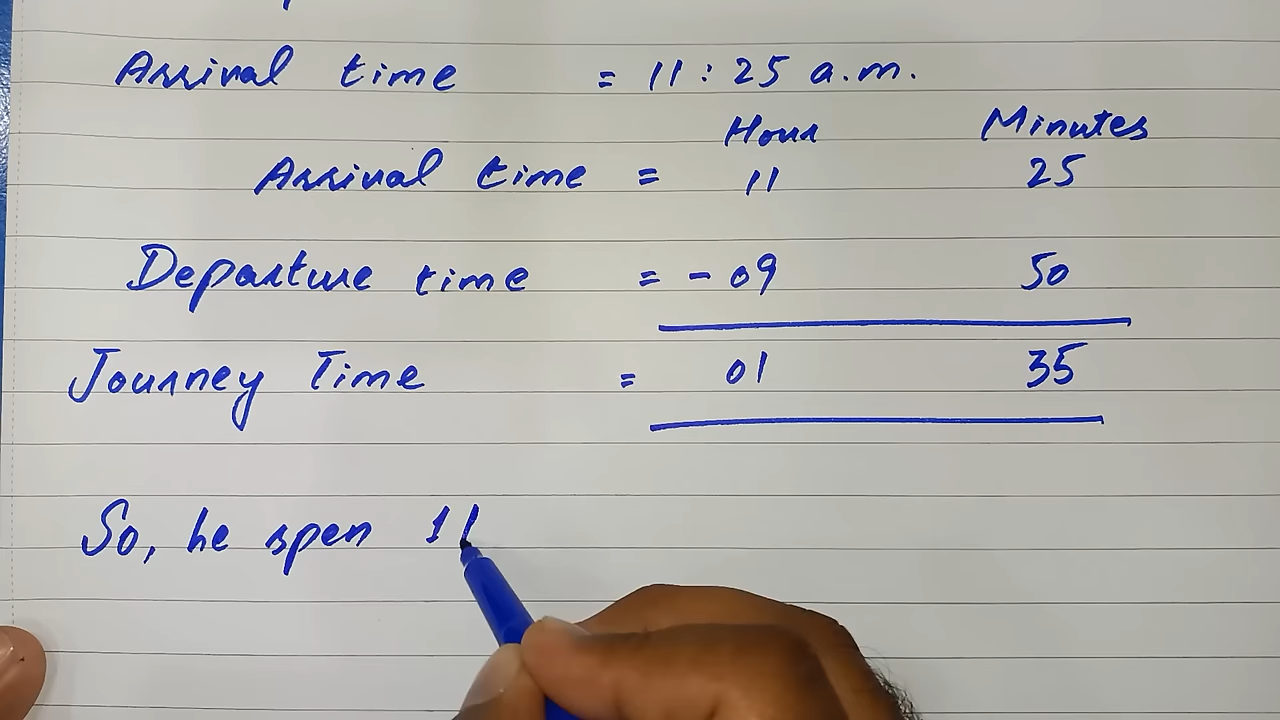 Arrival time = 11:25 a.m.
Hour Minutes
Arrival time = 11 25
Departure time = - 09 50
Journey Time = 01 35
So, he spen 1